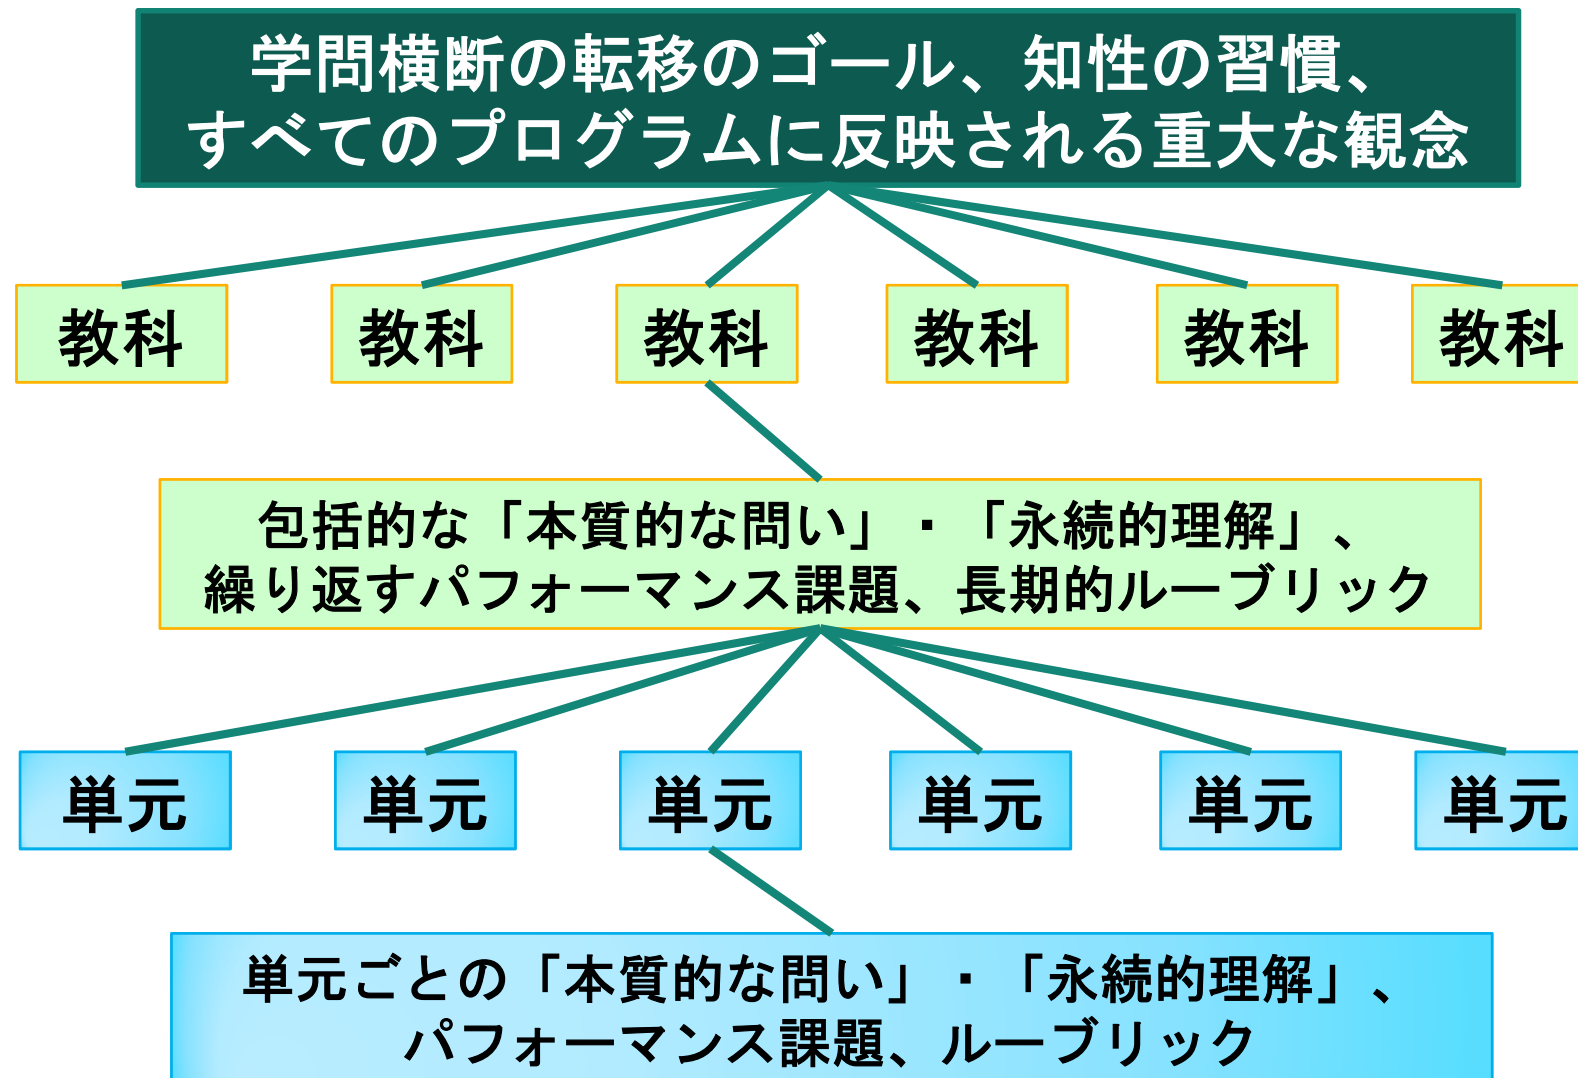 学問横断の転移のゴール、知性の習慣、
すべてのプログラムに反映される重大な観念
教科 教科 教科 教科 教科 教科
包括的な「本質的な問い」・「永続的理解」、
繰り返すパフォーマンス課題、長期的ルーブリック
単元 単元 単元 単元 単元 単元
単元ごとの「本質的な問い」・「永続的理解」、
パフォーマンス課題、ルーブリック